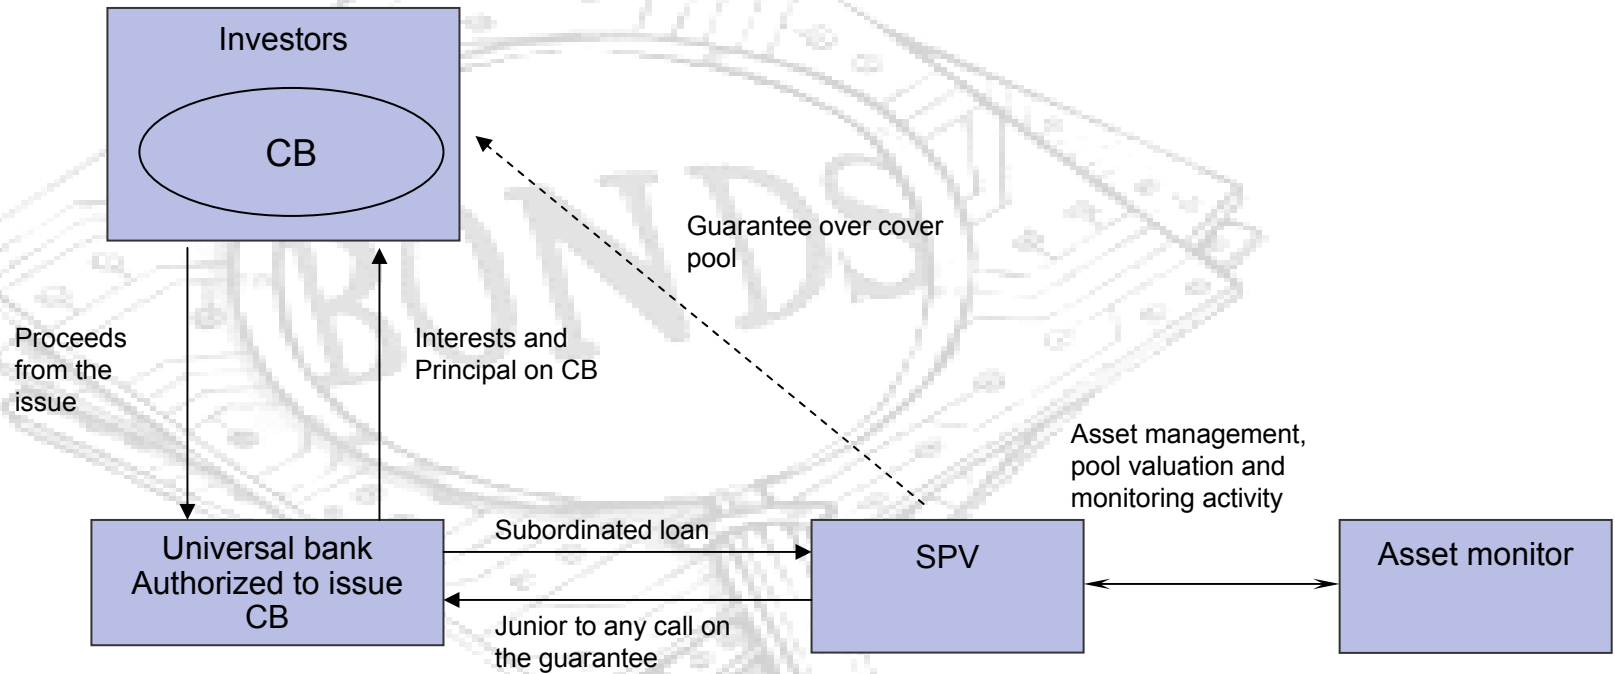 Investors
CB
Guarantee over cover
pool
Proceeds
from the
issue
Interests and
Principal on CB
Asset management,
pool valuation and
monitoring activity
Universal bank
Authorized to issue
CB
Subordinated loan
SPV
Asset monitor
Junior to any call on
the guarantee
BONDS